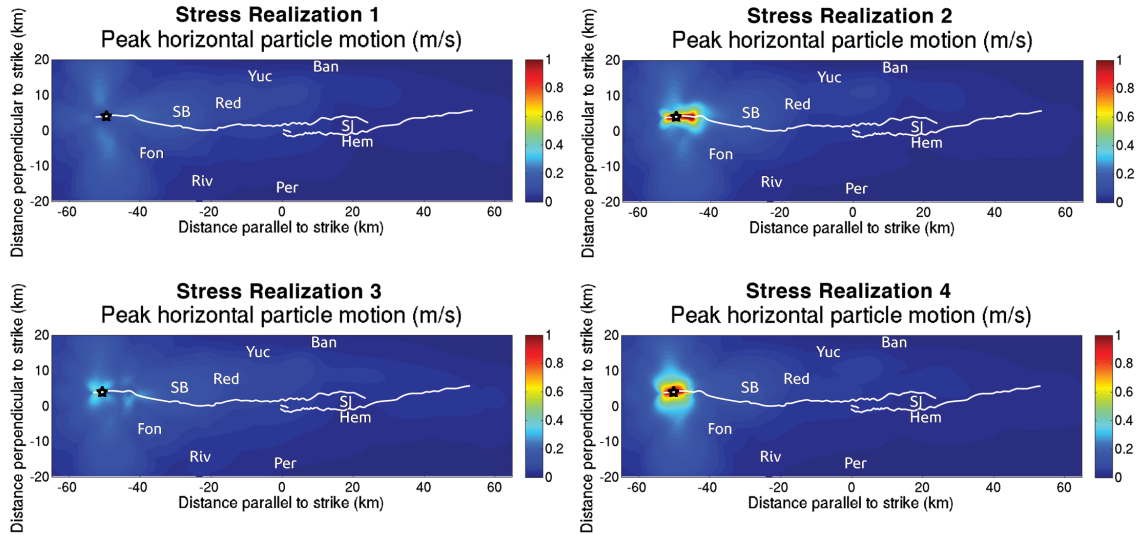 Stress Realization 1
Peak horizontal particle motion (m/s)
Distance perpendicular to strike (km)
20
10
0
-10
-20
-60
-40
-20
0
20
40
60
Distance parallel to strike (km)
Ban
Yuc
Red
SB
SJ
Hem
Fon
Riv
Per
1
0.8
0.6
0.4
0.2
0
Stress Realization 2
Peak horizontal particle motion (m/s)
Distance perpendicular to strike (km)
20
10
0
-10
-20
-60
-40
-20
0
20
40
60
Distance parallel to strike (km)
Ban
Yuc
Red
SB
SJ
Hem
Fon
Riv
Per
1
0.8
0.6
0.4
0.2
0
Stress Realization 3
Peak horizontal particle motion (m/s)
Distance perpendicular to strike (km)
20
10
0
-10
20
-60
-40
-20
0
20
40
60
Distance parallel to strike (km)
Ban
Yuc
Red
SB
SJ
Hem
Fon
Riv
Per
1
0.8
0.6
0.4
0.2
0
Stress Realization 4
Peak horizontal particle motion (m/s)
Distance perpendicular to strike (km)
20
10
0
-10
20
-60
-40
-20
0
20
40
60
Distance parallel to strike (km)
Ban
Yuc
Red
SB
SJ
Hem
Fon
Riv
Per
1
0.8
0.6
0.4
0.2
0